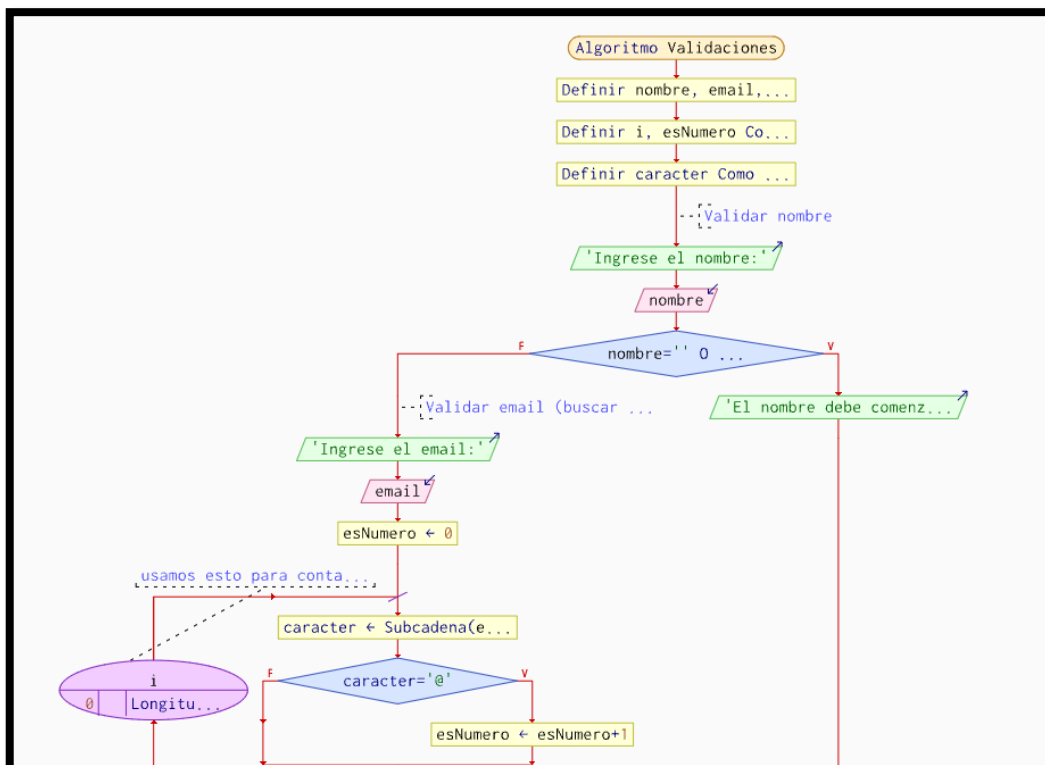 Algoritmo Validaciones
Definir nombre, email,...
Definir i, esNumero Co...
Definir caracter Como ...
Validar nombre
'Ingrese el nombre:'
nombre
F
nombre='' O ...
V
Validar email (buscar ...
'El nombre debe comenz...
'Ingrese el email:'
email
esNumero ← 0
usamos esto para conta...
caracter ← Subcadena(e...
i
0
Longitu...
F
caracter='@'
V
esNumero ← esNumero+1